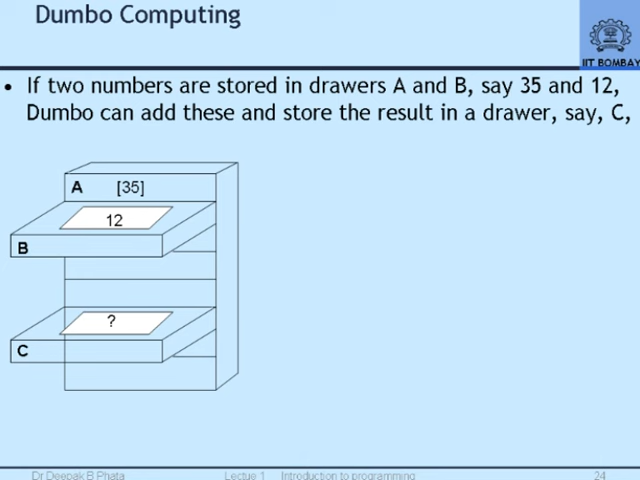 Dumbo Computing
IIT BOMBAY
• If two numbers are stored in drawers A and B, say 35 and 12,
Dumbo can add these and store the result in a drawer, say, C,
A [35]
12
B
?
C
Dr Deepak B Phata Lectue 1 Introduction to programming 24